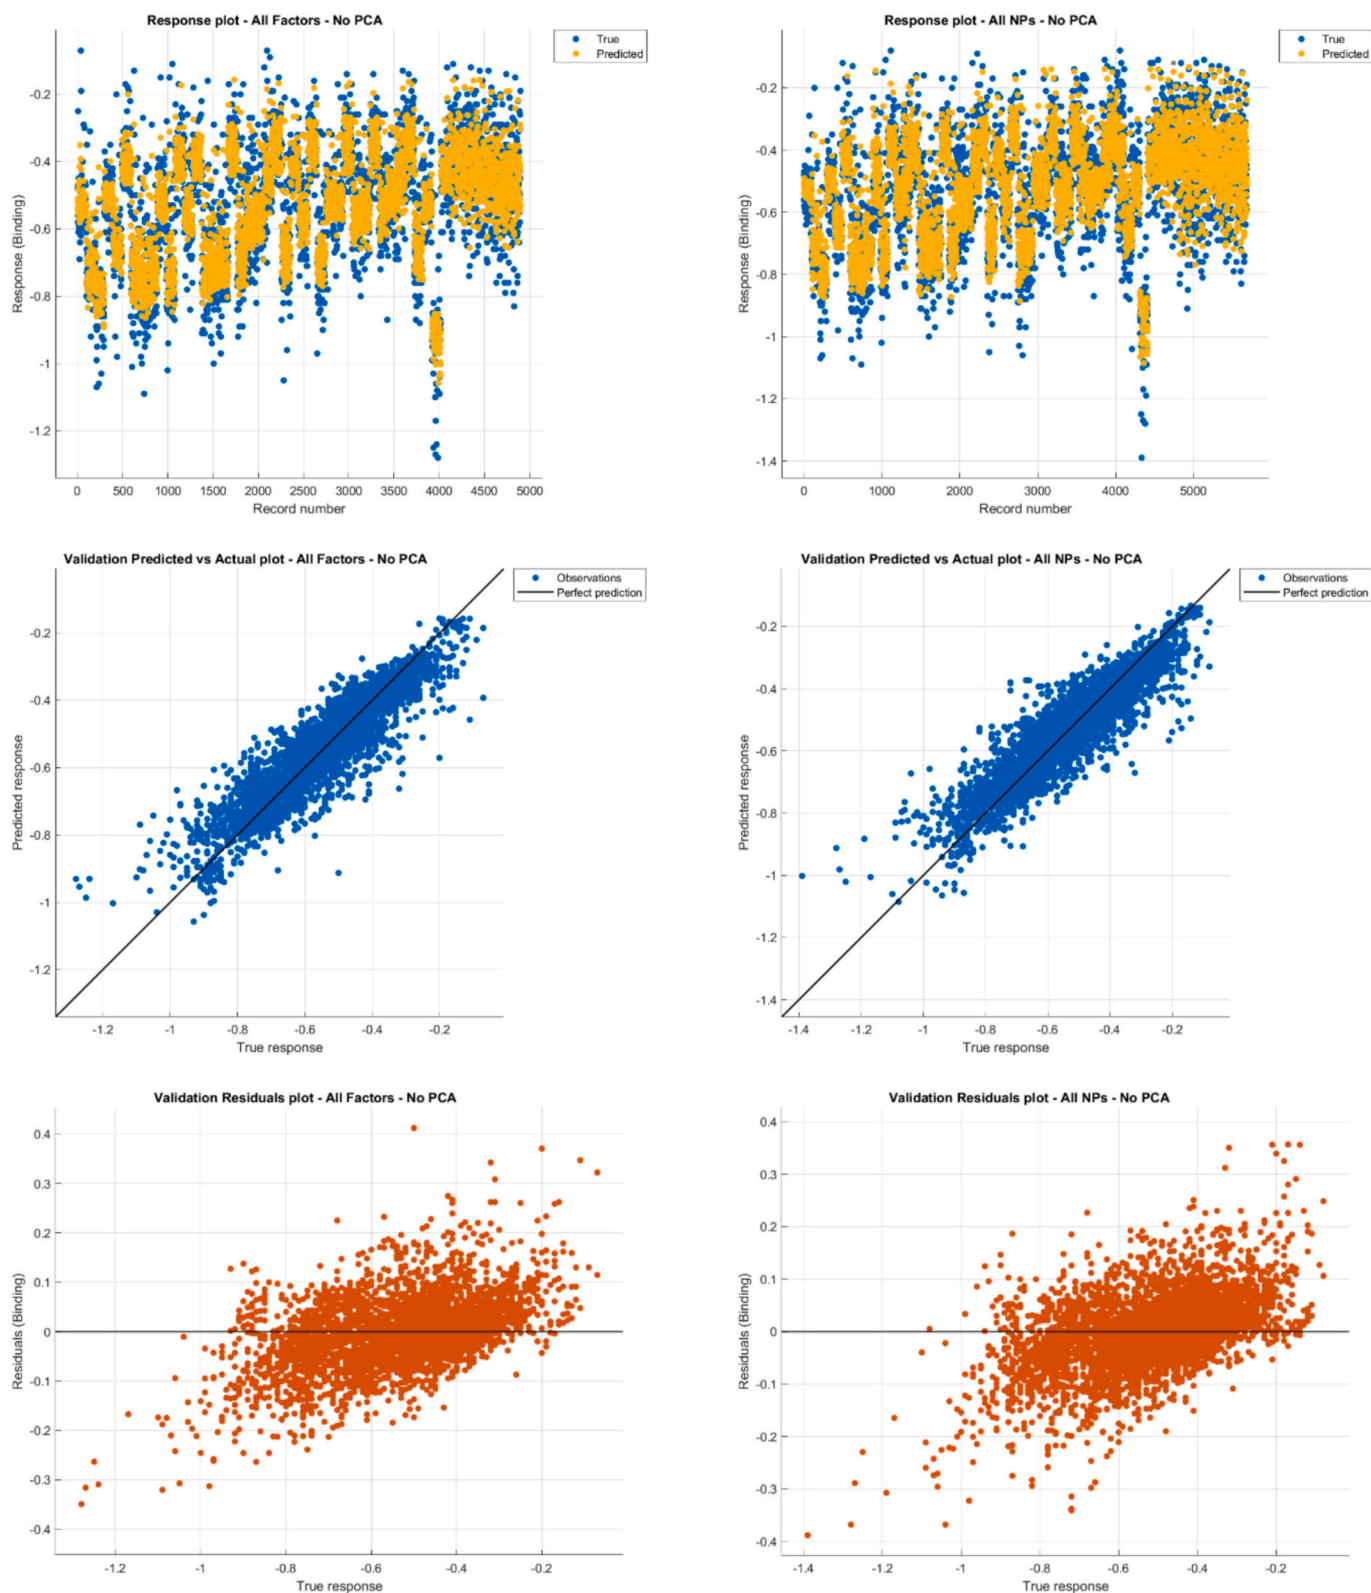 Response plot - All Factors - No PCA
True
Predicted
-0.2
-0.4
-0.6
-0.8
-1
-1.2
Response (Binding)
0 500 1000 1500 2000 2500 3000 3500 4000 4500 5000
Record number
Response plot - All NPs - No PCA
True
Predicted
-0.2
-0.4
-0.6
-0.8
-1
-1.2
-1.4
Response (Binding)
0 1000 2000 3000 4000 5000
Record number
Validation Predicted vs Actual plot - All Factors - No PCA
Observations
Perfect prediction
-0.2
-0.4
-0.6
-0.8
-1
-1.2
Predicted response
-1.2 -1 -0.8 -0.6 -0.4 -0.2
True response
Validation Predicted vs Actual plot - All NPs - No PCA
Observations
Perfect prediction
-0.2
-0.4
-0.6
-0.8
-1
-1.2
-1.4
Predicted response
-1.4 -1.2 -1 -0.8 -0.6 -0.4 -0.2
True response
Validation Residuals plot - All Factors - No PCA
0.4
0.3
0.2
0.1
0
-0.1
-0.2
-0.3
-0.4
Residuals (Binding)
-1.2 -1 -0.8 -0.6 -0.4 -0.2
True response
Validation Residuals plot - All NPs - No PCA
0.4
0.3
0.2
0.1
0
-0.1
-0.2
-0.3
-0.4
Residuals (Binding)
-1.4 -1.2 -1 -0.8 -0.6 -0.4 -0.2
True response